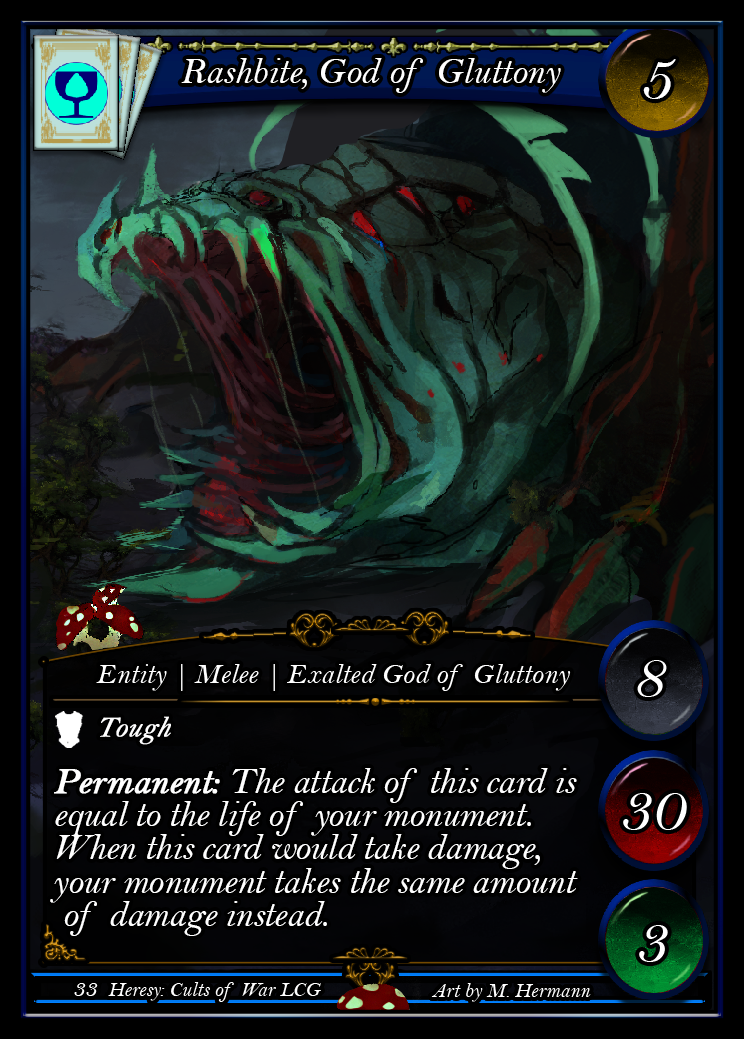 Rashbite, God of Gluttony
5
Entity | Melee | Exalted God of Gluttony
8
Tough
Permanent: The attack of this card is
equal to the life of your monument.
When this card would take damage,
your monument takes the same amount
of damage instead.
30
3
33 Heresy: Cults of War LCG
Art by M. Hermann